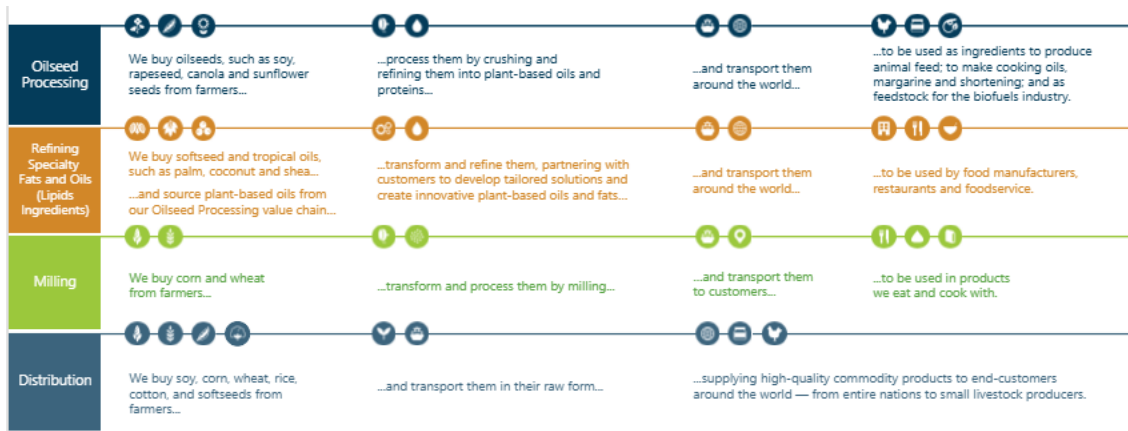 Oilseed
Processing
We buy oilseeds, such as soy,
rapeseed, canola and sunflower
seeds from farmers...
...process them by crushing and
refining them into plant-based oils and
proteins...
...and transport them
around the world...
...to be used as ingredients to produce
animal feed; to make cooking oils,
margarine and shortening; and as
feedstock for the biofuels industry.
Refining
Specialty
Fats and Oils
(Lipids
Ingredients)
We buy softseed and tropical oils,
such as palm, coconut and shea...
...and source plant-based oils from
our Oilseed Processing value chain...
...transform and refine them, partnering with
customers to develop tailored solutions and
create innovative plant-based oils and fats...
...and transport them
around the world...
...to be used by food manufacturers,
restaurants and foodservice.
Milling
We buy corn and wheat
from farmers...
...transform and process them by milling...
...and transport them
to customers...
...to be used in products
we eat and cook with.
Distribution
We buy soy, corn, wheat, rice,
cotton, and softseeds from
farmers...
...and transport them in their raw form...
...supplying high-quality commodity products to end-customers
around the world — from entire nations to small livestock producers.